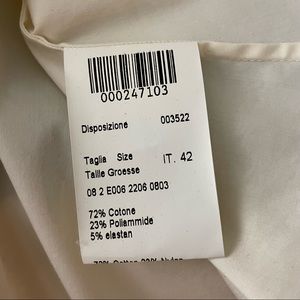 000247103
Disposizione 003522
Taglia Size IT. 42
Taille Groesse
08 2 E006 2206 0803
72% Cotone
23% Poliammide
5% elastan